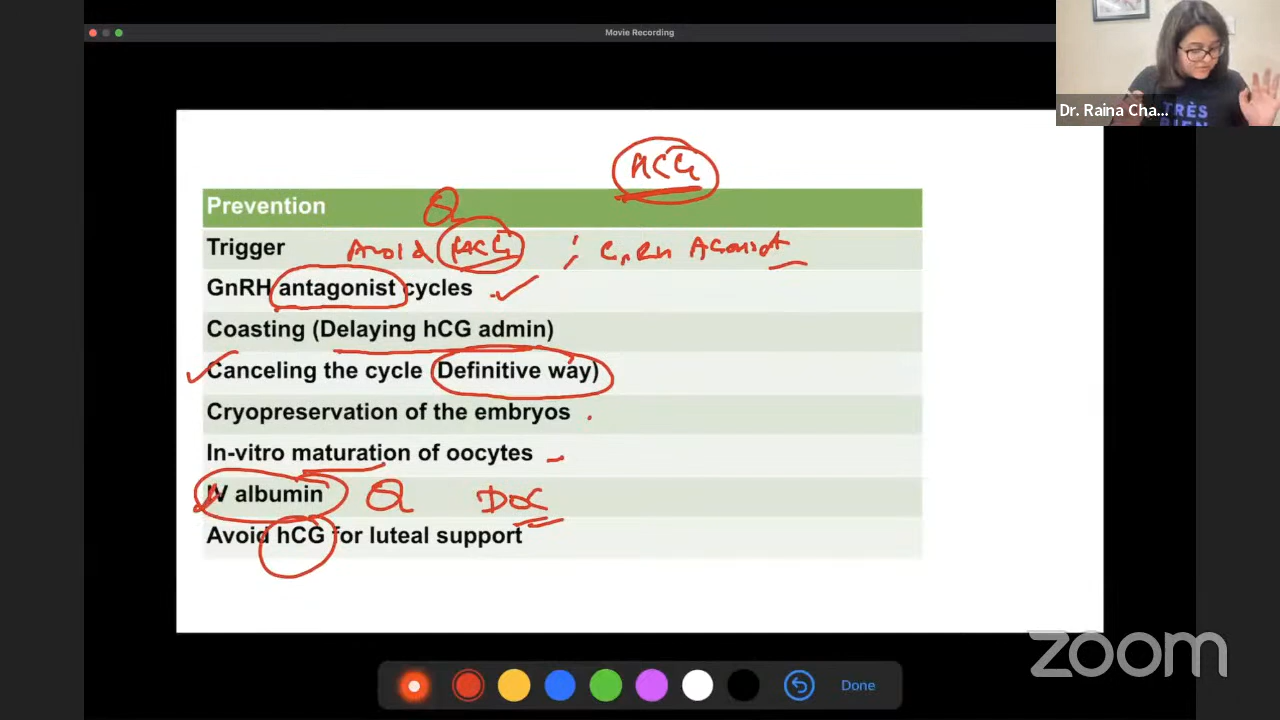 Movie Recording
Dr. Raina Cha...
TRÈS
BIEN
HCG
Prevention
Trigger Avoid HCG ; GnRH Agonist
GnRH antagonist cycles
Coasting (Delaying hCG admin)
Canceling the cycle (Definitive way)
Cryopreservation of the embryos
In-vitro maturation of oocytes
IV albumin Q DOC
Avoid hCG for luteal support
zoom
Done